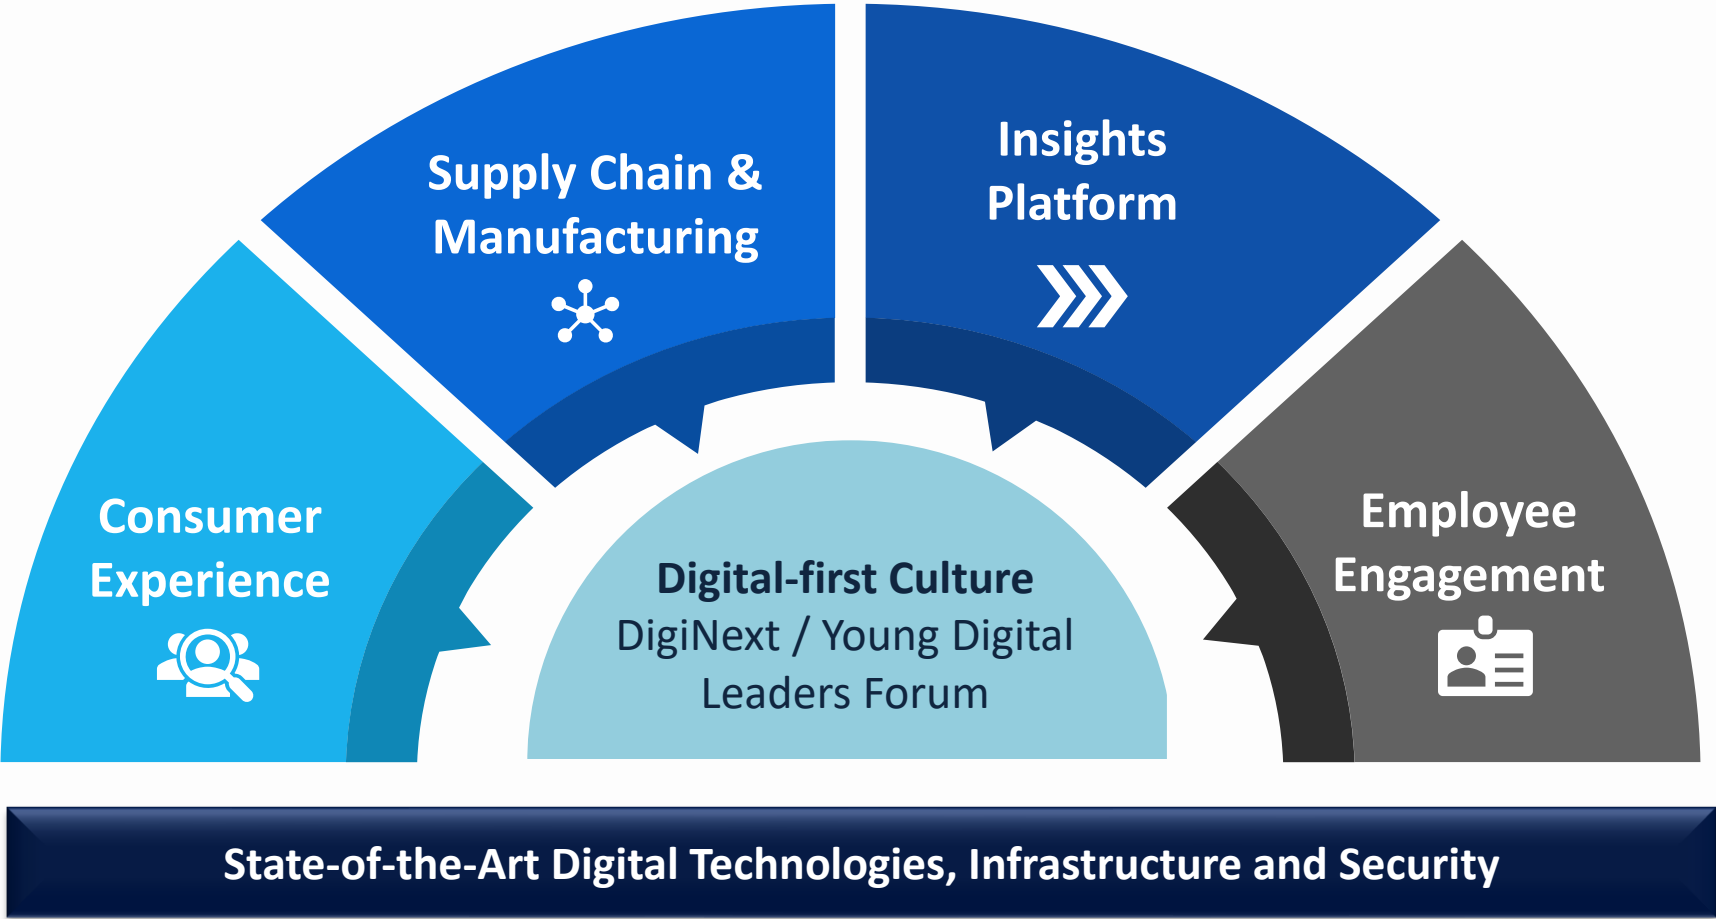 Supply Chain &
Manufacturing
Insights
Platform
Consumer
Experience
Employee
Engagement
Digital-first Culture
DigiNext / Young Digital
Leaders Forum
State-of-the-Art Digital Technologies, Infrastructure and Security